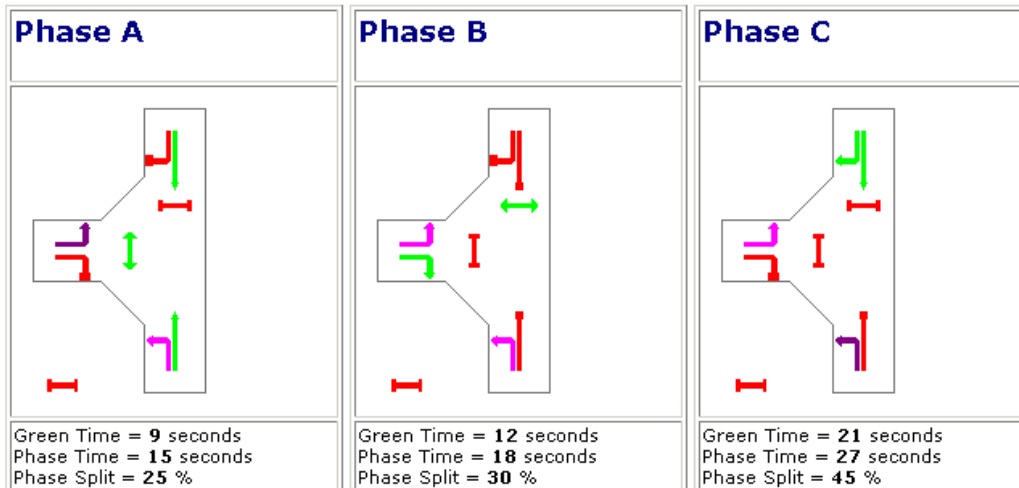 Phase A
Phase B
Phase C
Green Time = 9 seconds
Phase Time = 15 seconds
Phase Split = 25 %
Green Time = 12 seconds
Phase Time = 18 seconds
Phase Split = 30 %
Green Time = 21 seconds
Phase Time = 27 seconds
Phase Split = 45 %